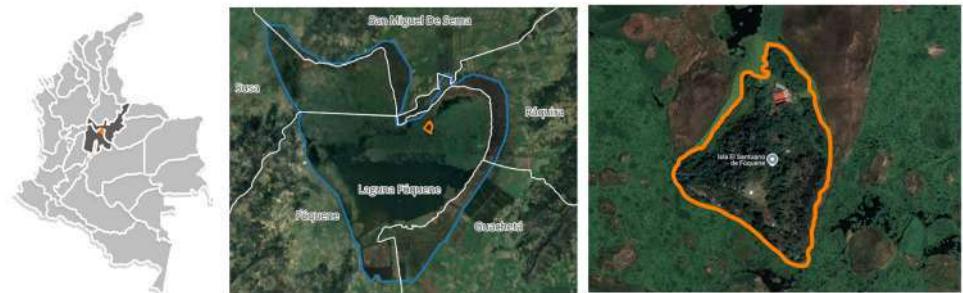 San Miguel De Sema
Susa
Ráquira
Laguna Fúquene
Fúquene
Guachetá
Isla El Santuario
de Fúquene